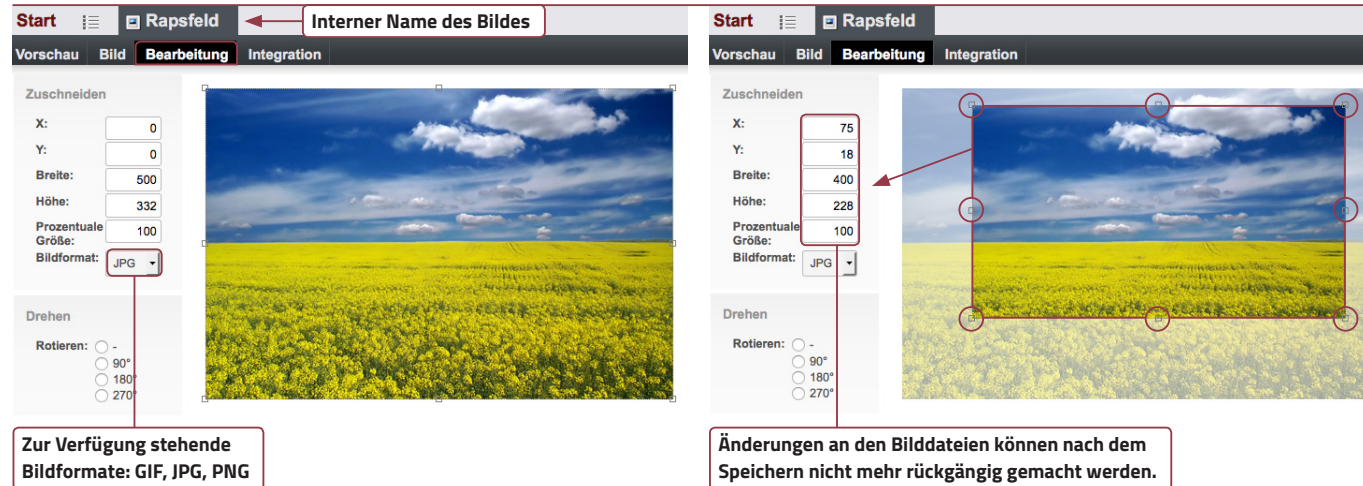 Start Rapsfeld
Interner Name des Bildes
Vorschau Bild Bearbeitung Integration
Zuschneiden
X: 0
Y: 0
Breite: 500
Höhe: 332
Prozentuale
Größe: 100
Bildformat: JPG
Drehen
Rotieren: -
90°
180°
270°
Zur Verfügung stehende
Bildformate: GIF, JPG, PNG
Start Rapsfeld
Vorschau Bild Bearbeitung Integration
Zuschneiden
X: 75
Y: 18
Breite: 400
Höhe: 228
Prozentuale
Größe: 100
Bildformat: JPG
Drehen
Rotieren: -
90°
180°
270°
Änderungen an den Bilddateien können nach dem
Speichern nicht mehr rückgängig gemacht werden.